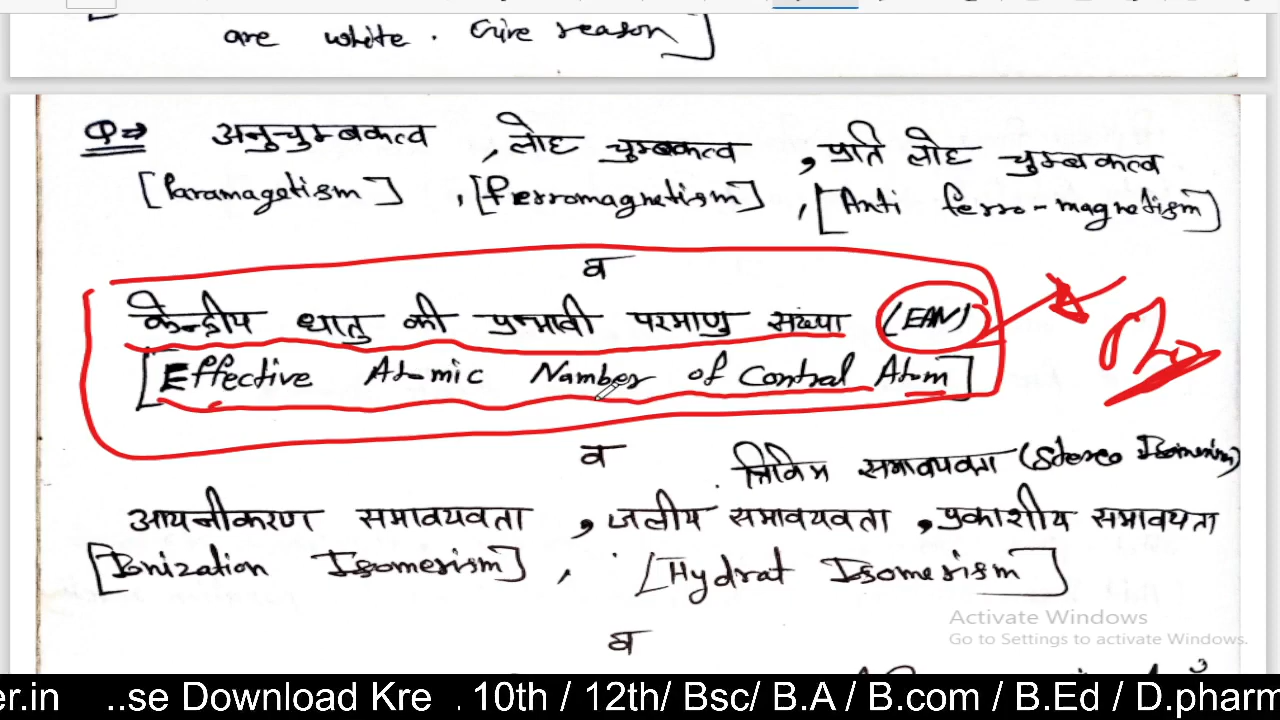 are white. Give reason]
Q⇒ अनुचुम्बकत्व , लोह चुम्बकत्व , प्रति लोह चुम्बकत्व
[Paramagetism] , [ferromagnetism] , [Anti ferro-magnetism]
व
केन्द्रीय धातु की प्रभावी परमाणु संख्या (EAN)
[Effective Atomic Number of Central Atom]
व
त्रिविम समावयवता (Stereo Isomerism)
आयनीकरण समावयवता , जलीय समावयवता , प्रकाशीय समावयता
[Ionization Isomerism] , [Hydrat Isomerism]
व
Activate Windows
Go to Settings to activate Windows.
er.in ..se Download Kre . 10th / 12th/ Bsc/ B.A / B.com / B.Ed / D.pharm